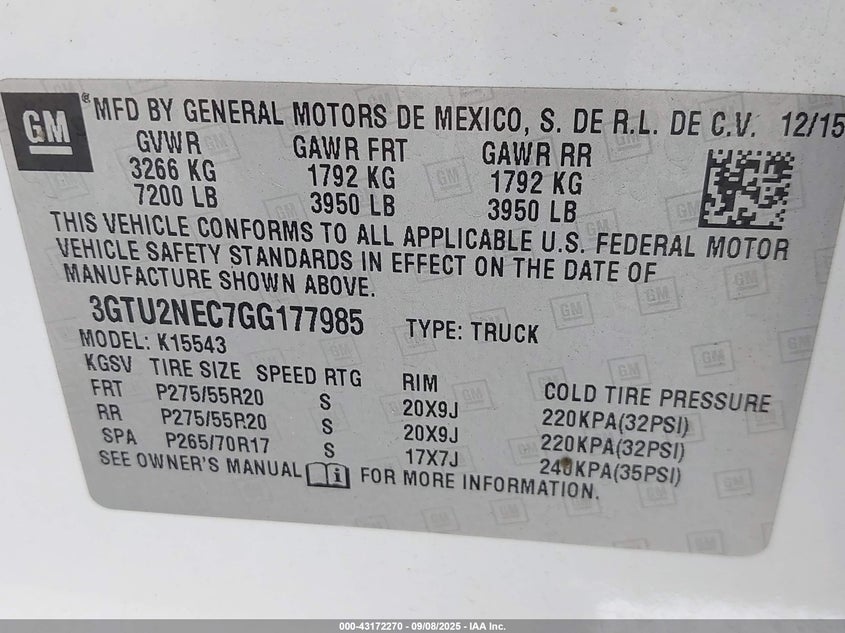 GM
® MFD BY GENERAL MOTORS DE MEXICO, S. DE R.L. DE C.V. 12/15
GVWR GAWR FRT GAWR RR
3266 KG 1792 KG 1792 KG
7200 LB 3950 LB 3950 LB
THIS VEHICLE CONFORMS TO ALL APPLICABLE U.S. FEDERAL MOTOR
VEHICLE SAFETY STANDARDS IN EFFECT ON THE DATE OF
MANUFACTURE SHOWN ABOVE.
3GTU2NEC7GG177985 TYPE: TRUCK
MODEL: K15543
KGSV TIRE SIZE SPEED RTG RIM COLD TIRE PRESSURE
FRT P275/55R20 S 20X9J 220KPA(32PSI)
RR P275/55R20 S 20X9J 220KPA(32PSI)
SPA P265/70R17 S 17X7J 240KPA(35PSI)
SEE OWNER'S MANUAL FOR MORE INFORMATION.
000-43172270 - 09/08/2025 - IAA Inc.